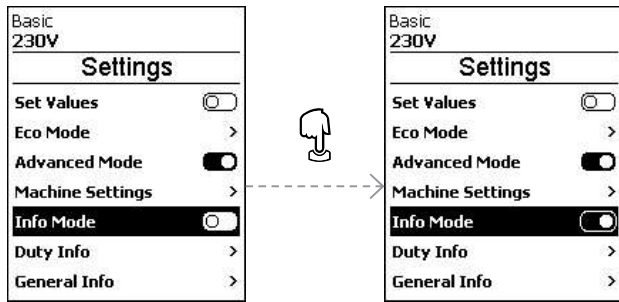 Basic
230V
Settings
Set Values
Eco Mode
Advanced Mode
Machine Settings
Info Mode
Duty Info
General Info
Basic
230V
Settings
Set Values
Eco Mode
Advanced Mode
Machine Settings
Info Mode
Duty Info
General Info